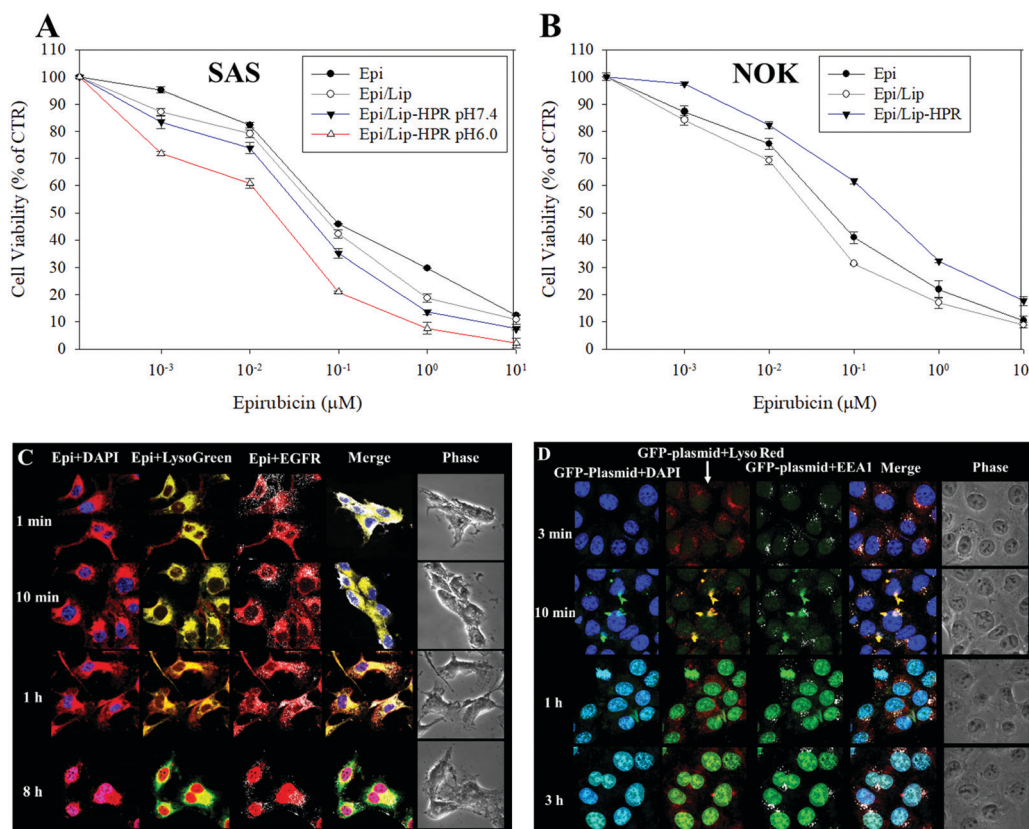 A
SAS
Epi
Epi/Lip
Epi/Lip-HPR pH7.4
Epi/Lip-HPR pH6.0
Cell Viability (% of CTR)
110
100
90
80
70
60
50
40
30
20
10
0
10⁻³ 10⁻² 10⁻¹ 10⁰ 10¹
Epirubicin (µM)
B
NOK
Epi
Epi/Lip
Epi/Lip-HPR
Cell Viability (% of CTR)
110
100
90
80
70
60
50
40
30
20
10
0
10⁻³ 10⁻² 10⁻¹ 10⁰ 10
Epirubicin (µM)
C
Epi+DAPI Epi+LysoGreen Epi+EGFR Merge Phase
1 min
10 min
1 h
8 h
D
GFP-plasmid+Lyso Red
GFP-Plasmid+DAPI GFP-plasmid+EEA1 Merge Phase
3 min
10 min
1 h
3 h